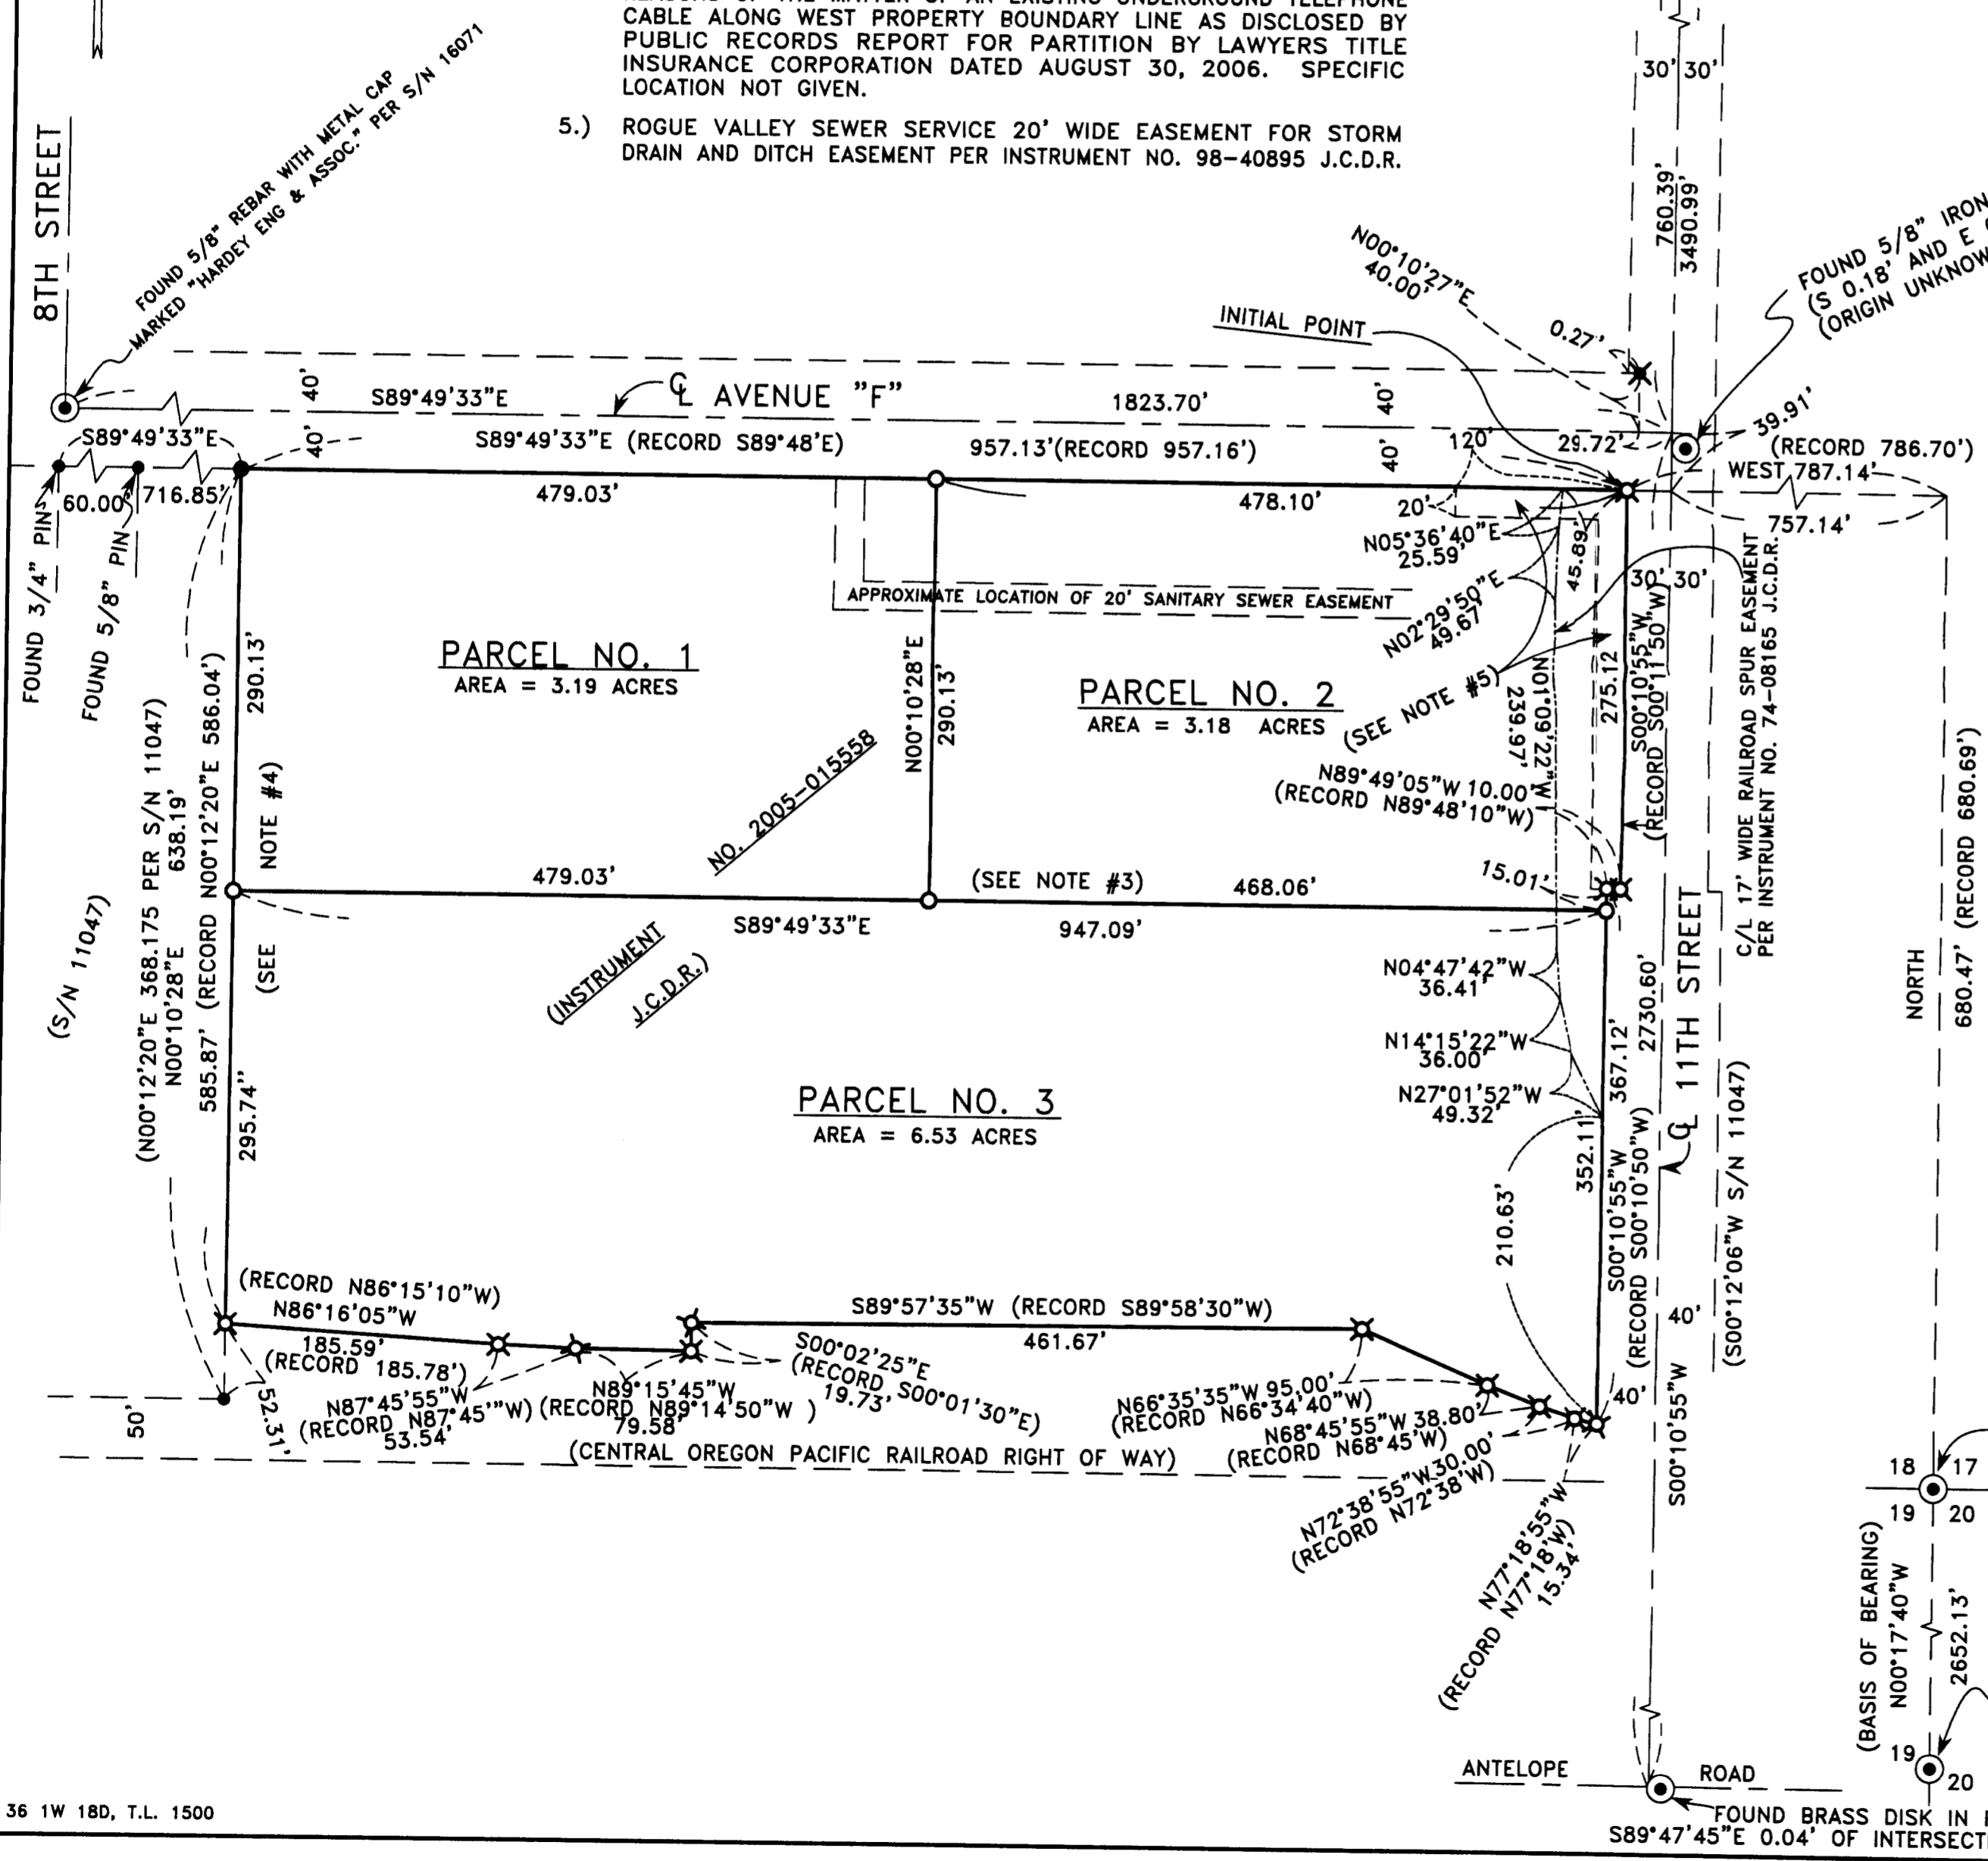 CABLE ALONG WEST PROPERTY BOUNDARY LINE AS DISCLOSED BY
PUBLIC RECORDS REPORT FOR PARTITION BY LAWYERS TITLE
INSURANCE CORPORATION DATED AUGUST 30, 2006. SPECIFIC
LOCATION NOT GIVEN.
5.) ROGUE VALLEY SEWER SERVICE 20' WIDE EASEMENT FOR STORM
DRAIN AND DITCH EASEMENT PER INSTRUMENT NO. 98-40895 J.C.D.R.
30' 30'
760.39'
3490.99'
8TH STREET
FOUND 5/8" REBAR WITH METAL CAP
MARKED "HARDEY ENG & ASSOC." PER S/N 16071
N00°10'27"E
40.00'
INITIAL POINT
0.27'
FOUND 5/8" IRON
(S 0.18' AND E
(ORIGIN UNKNOW
40'
S89°49'33"E
℄ AVENUE "F"
1823.70'
40'
39.91'
S89°49'33"E
40'
S89°49'33"E (RECORD S89°48'E)
957.13'(RECORD 957.16')
40'
120'
29.72'
(RECORD 786.70')
WEST 787.14'
757.14'
60.00'
716.85'
479.03'
478.10'
20'
N05°36'40"E
25.59'
45.89'
N02°29'50"E
49.67'
30' 30'
FOUND 3/4" PIN
FOUND 5/8" PIN
APPROXIMATE LOCATION OF 20' SANITARY SEWER EASEMENT
290.13'
PARCEL NO. 1
AREA = 3.19 ACRES
N00°10'28"E
290.13'
PARCEL NO. 2
AREA = 3.18 ACRES
(SEE NOTE #5)
N01°09'22"W
239.97'
275.12
S00°10'55"W
(RECORD S00°11'50"W)
C/L 17' WIDE RAILROAD SPUR EASEMENT
PER INSTRUMENT NO. 74-08165 J.C.D.R.
N89°49'05"W 10.00'
(RECORD N89°48'10"W)
(S/N 11047)
(N00°12'20"E 368.175 PER S/N 11047)
N00°10'28"E
638.19'
585.87' (RECORD N00°12'20"E 586.04')
(SEE NOTE #4)
NO. 2005-015558
479.03'
(SEE NOTE #3)
468.06'
15.01'
S89°49'33"E
947.09'
(INSTRUMENT
J.C.D.R.)
N04°47'42"W
36.41'
N14°15'22"W
36.00'
N27°01'52"W
49.32'
2730.60'
℄ 11TH STREET
NORTH
680.47' (RECORD 680.69')
295.74"
PARCEL NO. 3
AREA = 6.53 ACRES
367.12'
352.11'
210.63'
S00°10'55"W
(RECORD S00°10'50"W)
(S00°12'06"W S/N 11047)
(RECORD N86°15'10"W)
N86°16'05"W
185.59'
(RECORD 185.78')
S89°57'35"W (RECORD S89°58'30"W)
461.67'
S00°02'25"E
(RECORD S00°01'30"E)
19.73'
40'
40'
S00°10'55"W
50'
52.31'
N87°45'55"W
(RECORD N87°45'"W)
53.54'
N89°15'45"W
(RECORD N89°14'50"W )
79.58'
N66°35'35"W 95.00'
(RECORD N66°34'40"W)
N68°45'55"W 38.80'
(RECORD N68°45'W)
(CENTRAL OREGON PACIFIC RAILROAD RIGHT OF WAY)
N72°38'55"W 30.00'
(RECORD N72°38'W)
N77°18'55"W
(RECORD N77°18'W)
15.34'
18 17
19 20
(BASIS OF BEARING)
N00°17'40"W
2652.13'
19
20
ANTELOPE ROAD
36 1W 18D, T.L. 1500
FOUND BRASS DISK IN
S89°47'45"E 0.04' OF INTERSECT